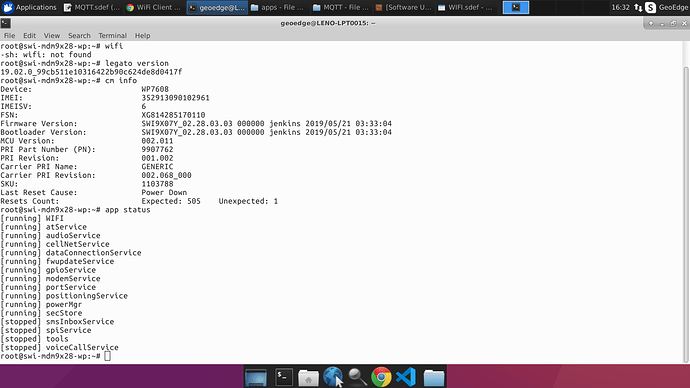 Applications
MQTT.sdef (...
WiFi Client ...
geoedge@L...
apps - File ...
MQTT - File ...
[Software U...
WIFI.sdef - ...
16:32
GeoEdge
geoedge@LENO-LPT0015: ~
File Edit View Search Terminal Help
root@swi-mdm9x28-wp:~# wifi
-sh: wifi: not found
root@swi-mdm9x28-wp:~# legato version
19.02.0_99cb511e10316422b90c624de8d0417f
root@swi-mdm9x28-wp:~# cm info
Device: WP7608
IMEI: 352913090102961
IMEISV: 6
FSN: XG814285170110
Firmware Version: SWI9X07Y_02.28.03.03 000000 jenkins 2019/05/21 03:33:04
Bootloader Version: SWI9X07Y_02.28.03.03 000000 jenkins 2019/05/21 03:33:04
MCU Version: 002.011
PRI Part Number (PN): 9907762
PRI Revision: 001.002
Carrier PRI Name: GENERIC
Carrier PRI Revision: 002.068_000
SKU: 1103788
Last Reset Cause: Power Down
Resets Count: Expected: 505 Unexpected: 1
root@swi-mdm9x28-wp:~# app status
[running] WIFI
[running] atService
[running] audioService
[running] cellNetService
[running] dataConnectionService
[running] fwupdateService
[running] gpioService
[running] modemService
[running] portService
[running] positioningService
[running] powerMgr
[running] secStore
[stopped] smsInboxService
[stopped] spiService
[stopped] tools
[stopped] voiceCallService
root@swi-mdm9x28-wp:~#